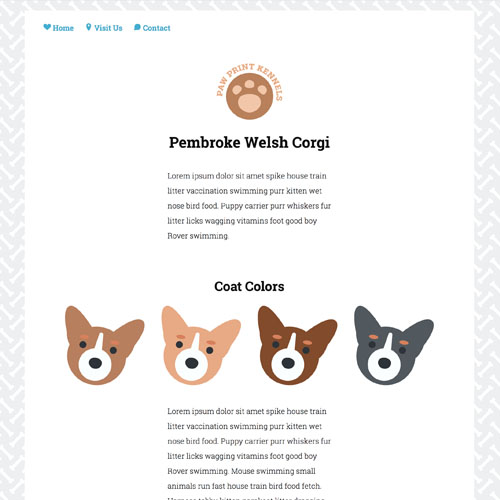 Home Visit Us Contact
PAW PRINT KENNELS
Pembroke Welsh Corgi
Lorem ipsum dolor sit amet spike house train
litter vaccination swimming purr kitten wet
nose bird food. Puppy carrier purr whiskers fur
litter licks wagging vitamins foot good boy
Rover swimming.
Coat Colors
Lorem ipsum dolor sit amet spike house train
litter vaccination swimming purr kitten wet
nose bird food. Puppy carrier purr whiskers fur
litter licks wagging vitamins foot good boy
Rover swimming. Mouse swimming small
animals run fast house train bird food fetch.